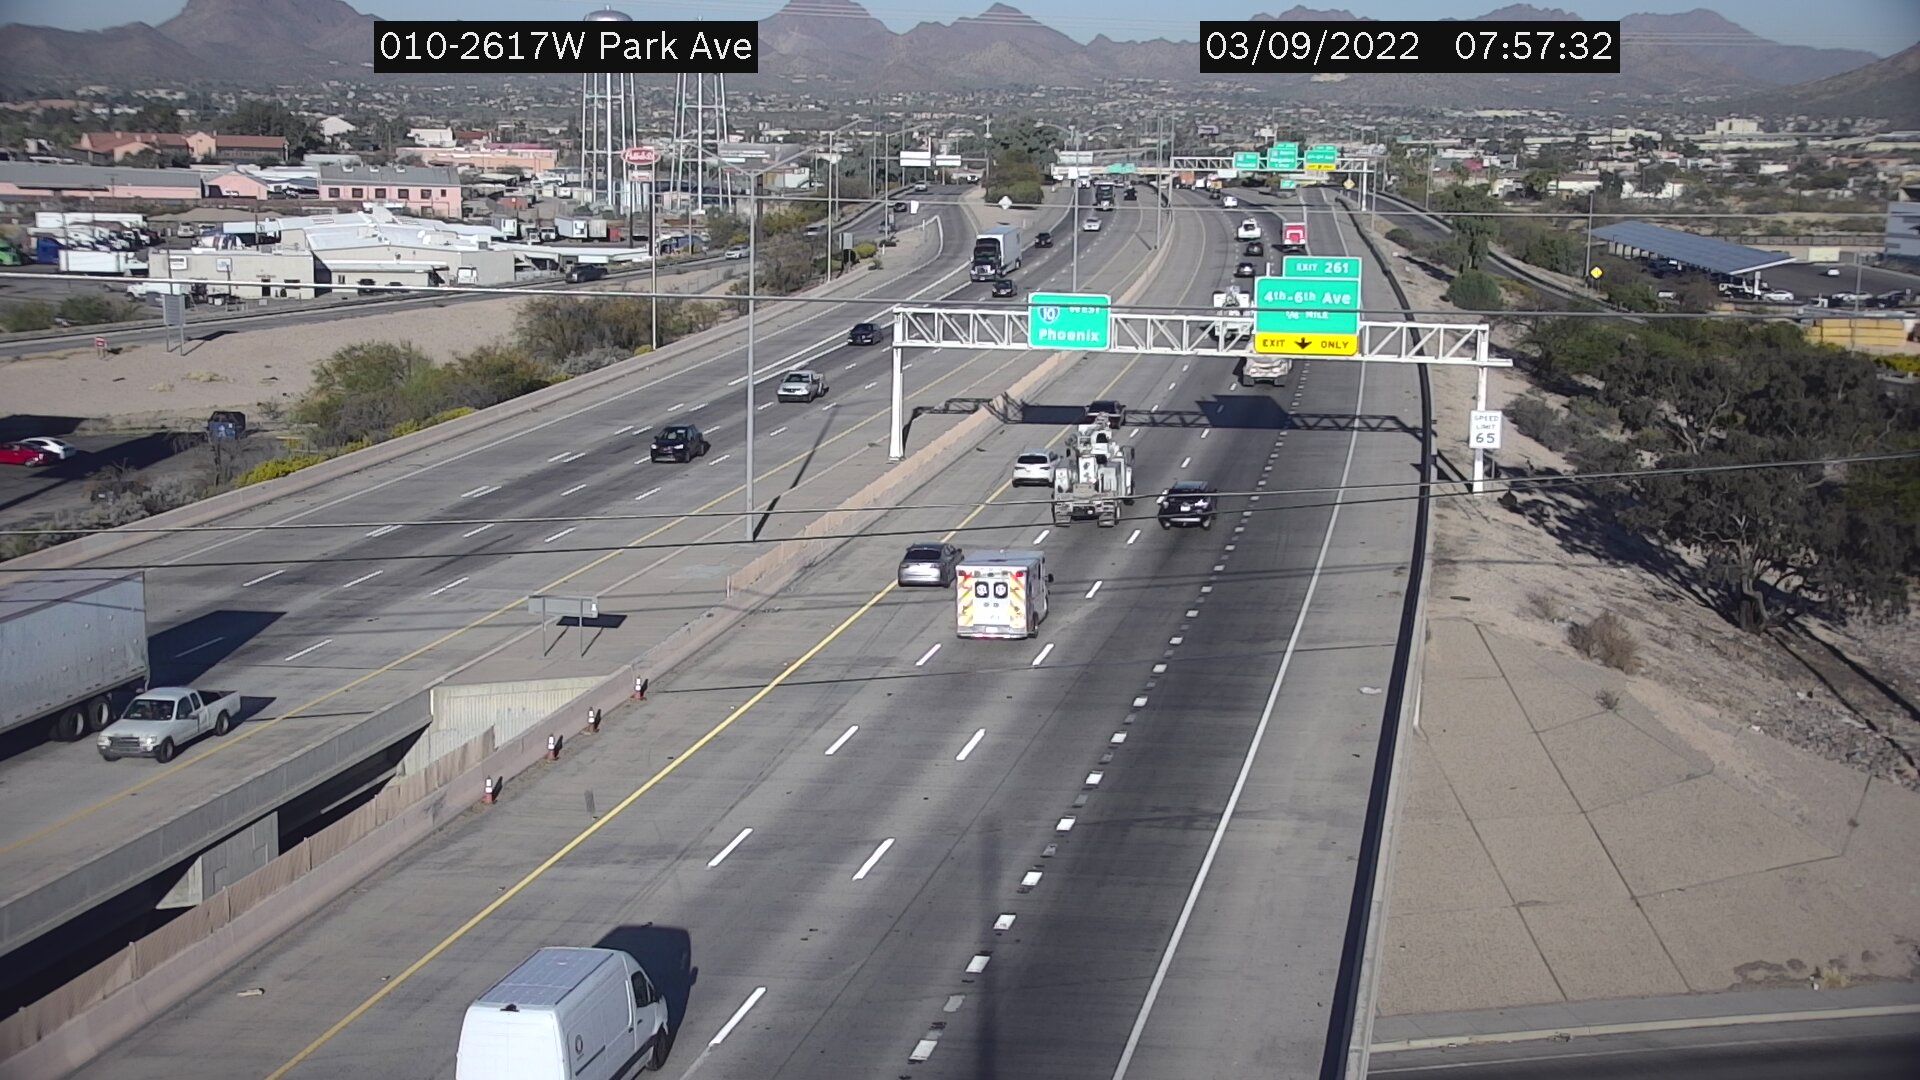 010-2617W Park Ave
03/09/2022 07:57:32
EXIT 261
4th-6th Ave
EXIT ONLY
10 WEST
Phoenix
SPEED
LIMIT
65